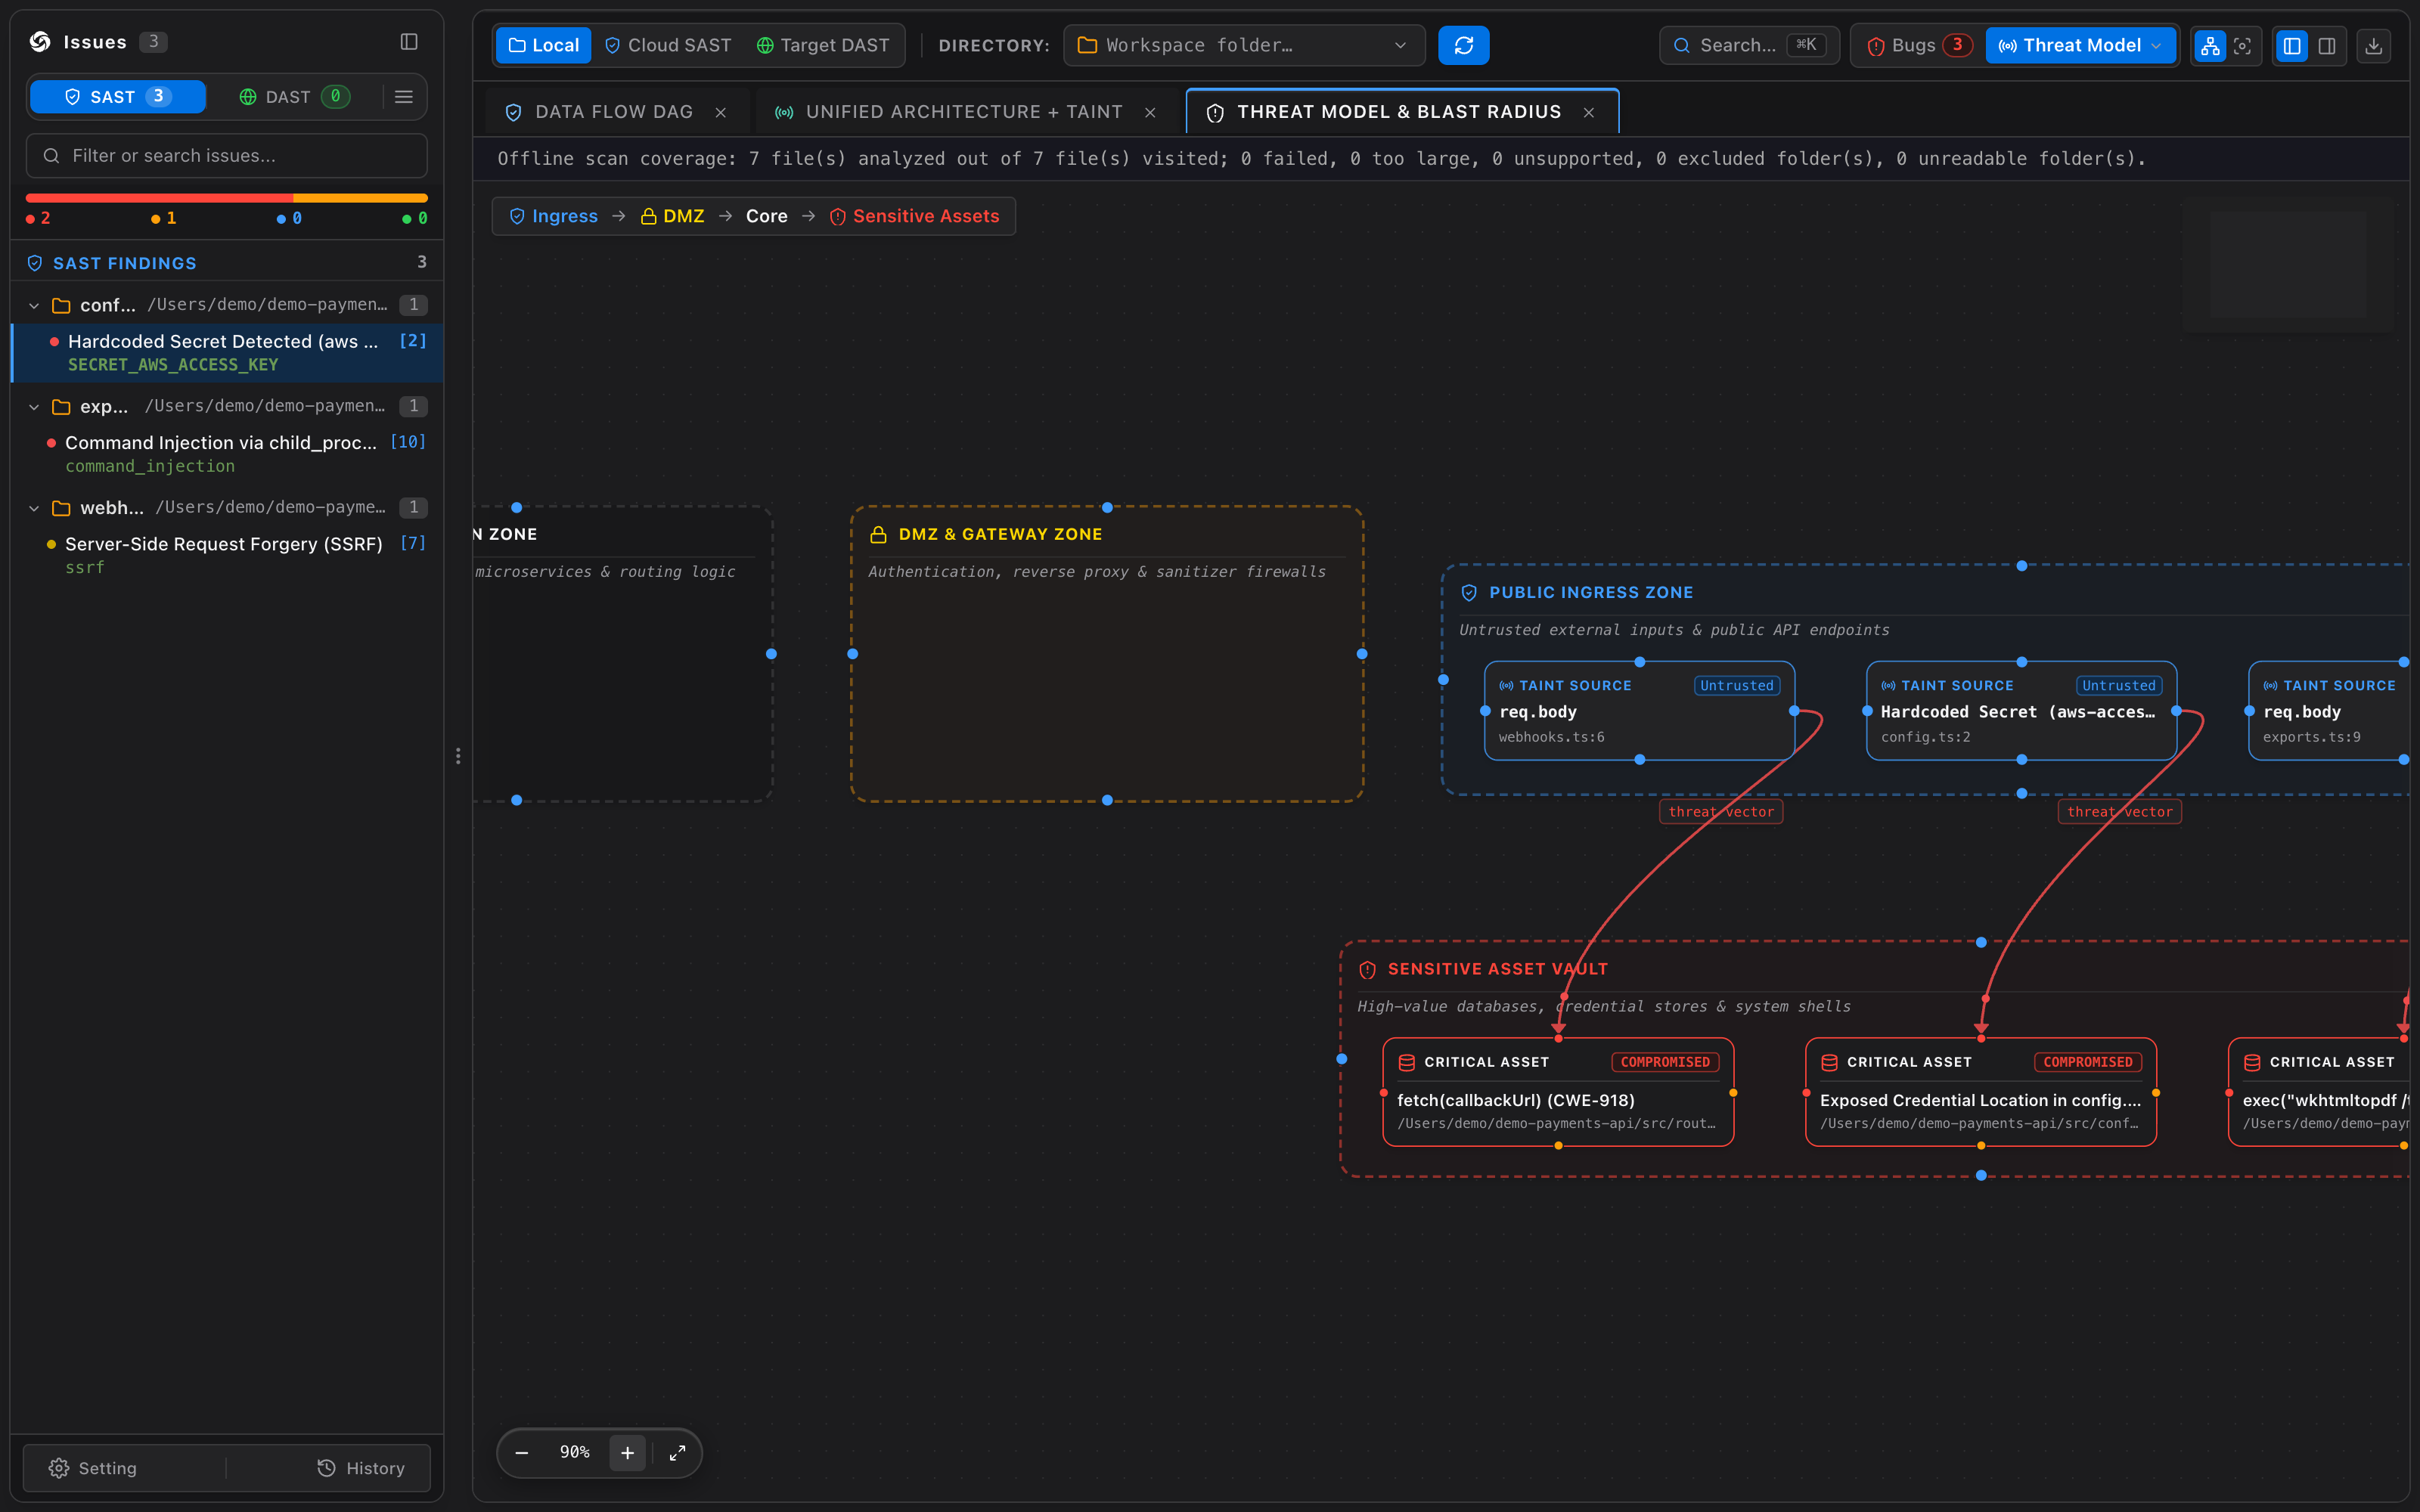 Issues 3
SAST 3 DAST 0
Filter or search issues...
2 1 0 0
SAST FINDINGS 3
conf... /Users/demo/demo-paymen... 1
Hardcoded Secret Detected (aws ... [2]
SECRET_AWS_ACCESS_KEY
exp... /Users/demo/demo-paymen... 1
Command Injection via child_proc... [10]
command_injection
webh... /Users/demo/demo-payme... 1
Server-Side Request Forgery (SSRF) [7]
ssrf
Setting History
Local Cloud SAST Target DAST DIRECTORY: Workspace folder... Search... ⌘K Bugs 3 Threat Model
DATA FLOW DAG UNIFIED ARCHITECTURE + TAINT THREAT MODEL & BLAST RADIUS
Offline scan coverage: 7 file(s) analyzed out of 7 file(s) visited; 0 failed, 0 too large, 0 unsupported, 0 excluded folder(s), 0 unreadable folder(s).
Ingress → DMZ → Core → Sensitive Assets
N ZONE
microservices & routing logic
DMZ & GATEWAY ZONE
Authentication, reverse proxy & sanitizer firewalls
PUBLIC INGRESS ZONE
Untrusted external inputs & public API endpoints
TAINT SOURCE Untrusted
req.body
webhooks.ts:6
TAINT SOURCE Untrusted
Hardcoded Secret (aws-acces...
config.ts:2
TAINT SOURCE
req.body
exports.ts:9
threat vector
threat vector
SENSITIVE ASSET VAULT
High-value databases, credential stores & system shells
CRITICAL ASSET COMPROMISED
fetch(callbackUrl) (CWE-918)
/Users/demo/demo-payments-api/src/rout...
CRITICAL ASSET COMPROMISED
Exposed Credential Location in config....
/Users/demo/demo-payments-api/src/conf...
CRITICAL ASSET
exec("wkhtmltopdf /t
/Users/demo/demo-paym
90%